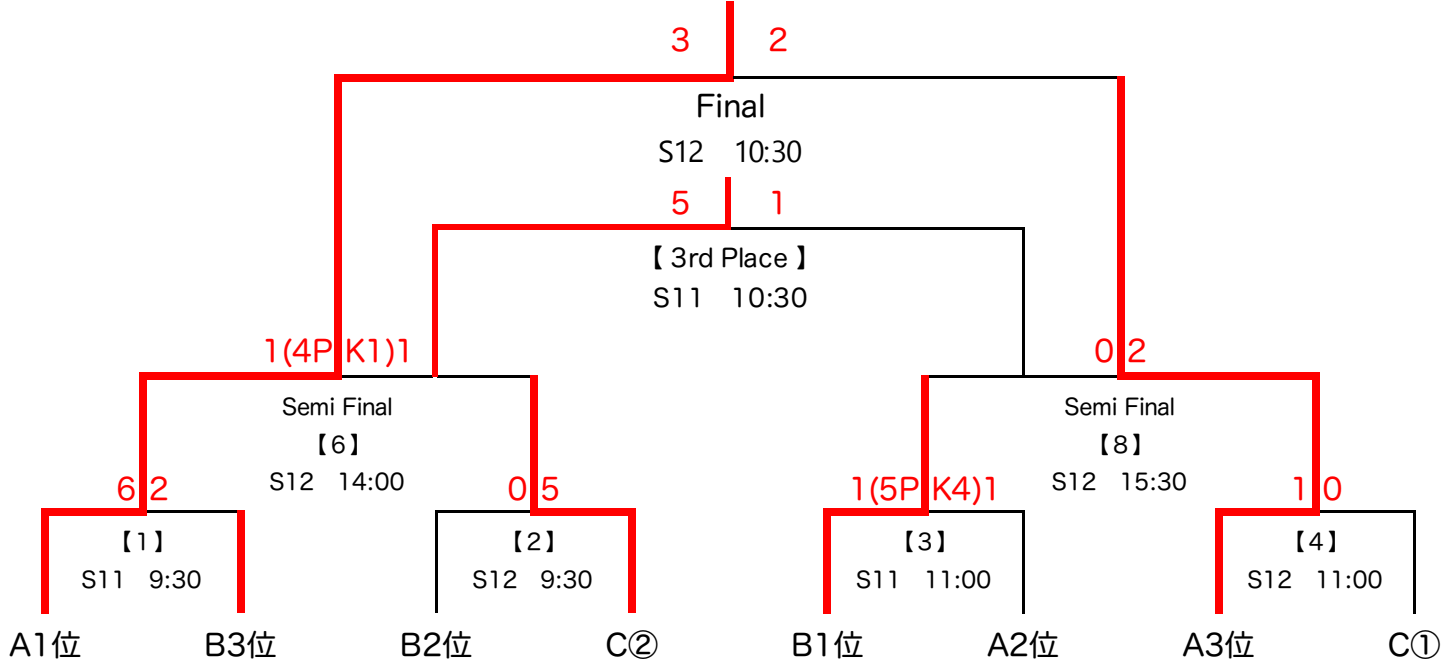 3 2
Final
S12 10:30
5 1
【 3rd Place 】
S11 10:30
1(4PK1)1 0 2
Semi Final Semi Final
【6】 【8】
S12 14:00 S12 15:30
6 2 0 5 1(5PK4)1 1 0
【1】 【2】 【3】 【4】
S11 9:30 S12 9:30 S11 11:00 S12 11:00
A1位 B3位 B2位 C② B1位 A2位 A3位 C①